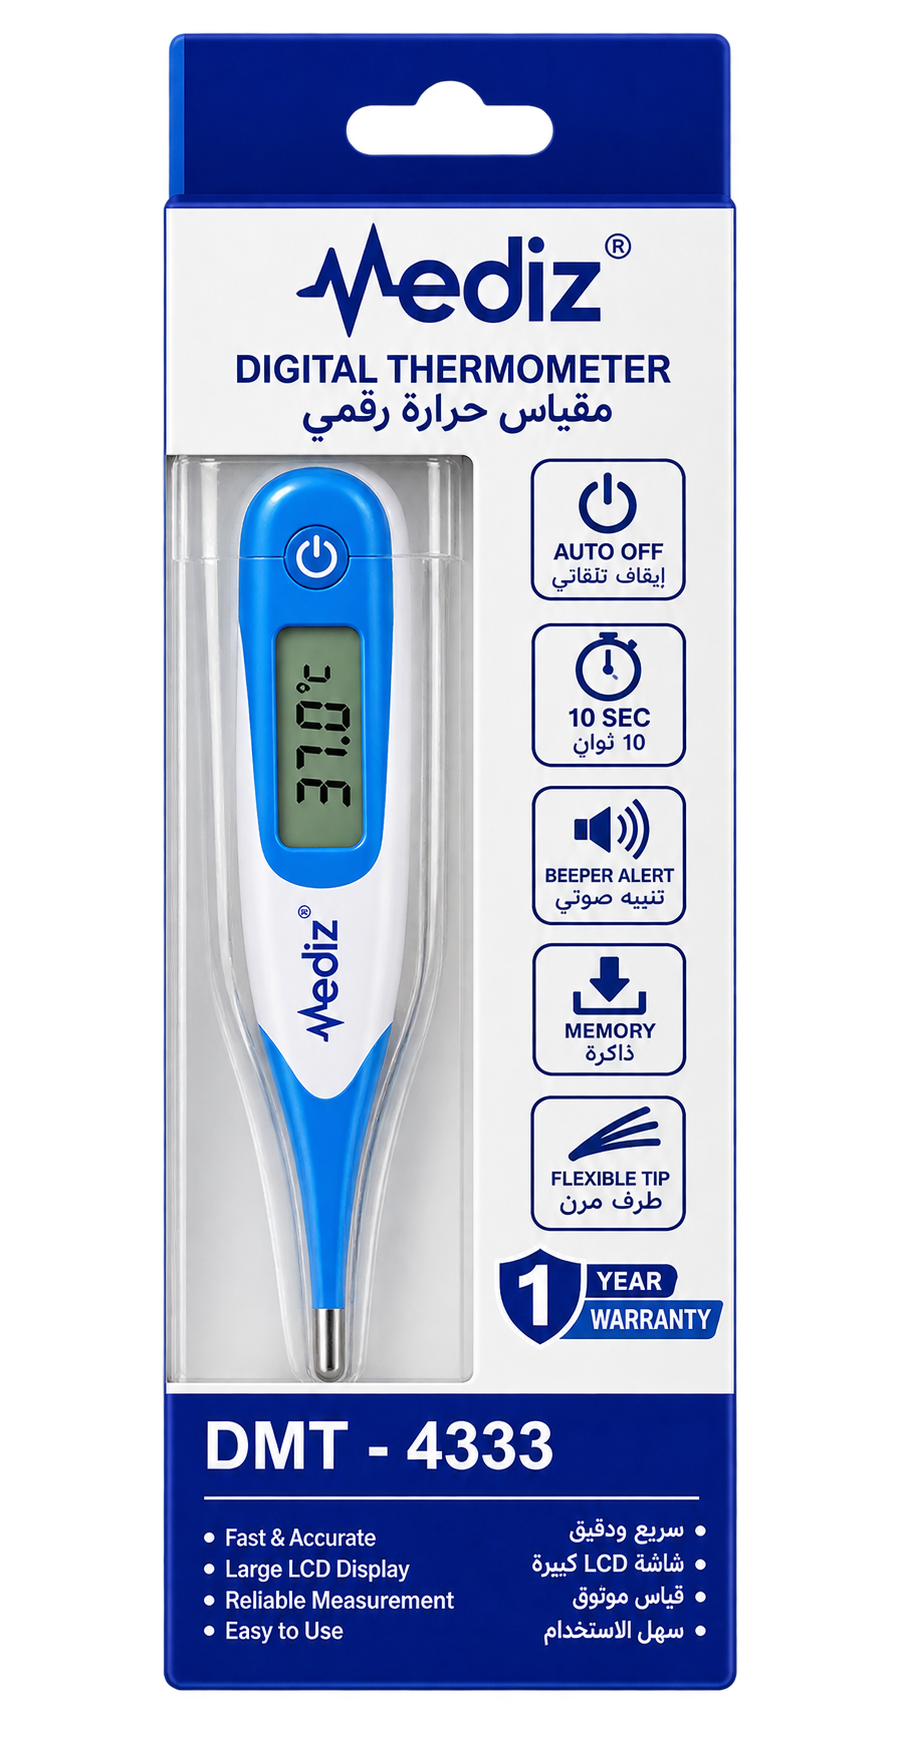 Mediz®
DIGITAL THERMOMETER
مقياس حرارة رقمي
37.0°C
Mediz®
AUTO OFF
إيقاف تلقاتي
10 SEC
10 ثوانٍ
BEEPER ALERT
تنبيه صوتي
MEMORY
ذاكرة
FLEXIBLE TIP
طرف مرن
1 YEAR
WARRANTY
DMT - 4333
• Fast & Accurate
• Large LCD Display
• Reliable Measurement
• Easy to Use
• سريع ودقيق
• شاشة LCD كبيرة
• قياس موثوق
• سهل الاستخدام